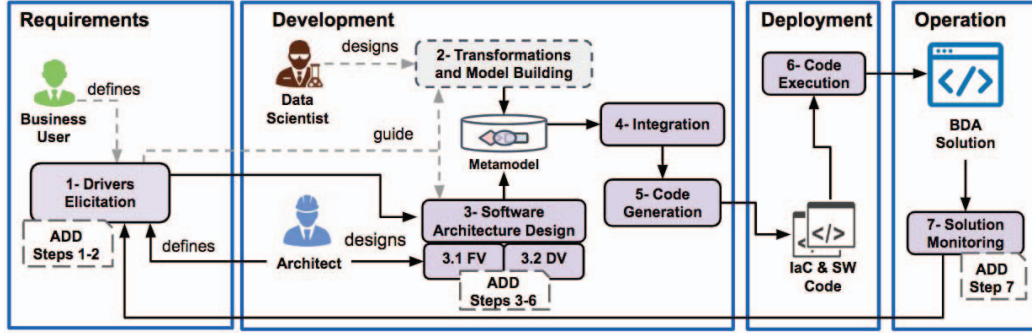 Requirements
Development
Deployment
Operation
defines
Business
User
1- Drivers
Elicitation
ADD
Steps 1-2
defines
designs
Data
Scientist
guide
2- Transformations
and Model Building
Metamodel
4- Integration
5- Code
Generation
3- Software
Architecture Design
3.1 FV
3.2 DV
ADD
Steps 3-6
Architect
designs
6- Code
Execution
</>
IaC & SW
Code
</>
BDA
Solution
7- Solution
Monitoring
ADD
Step 7